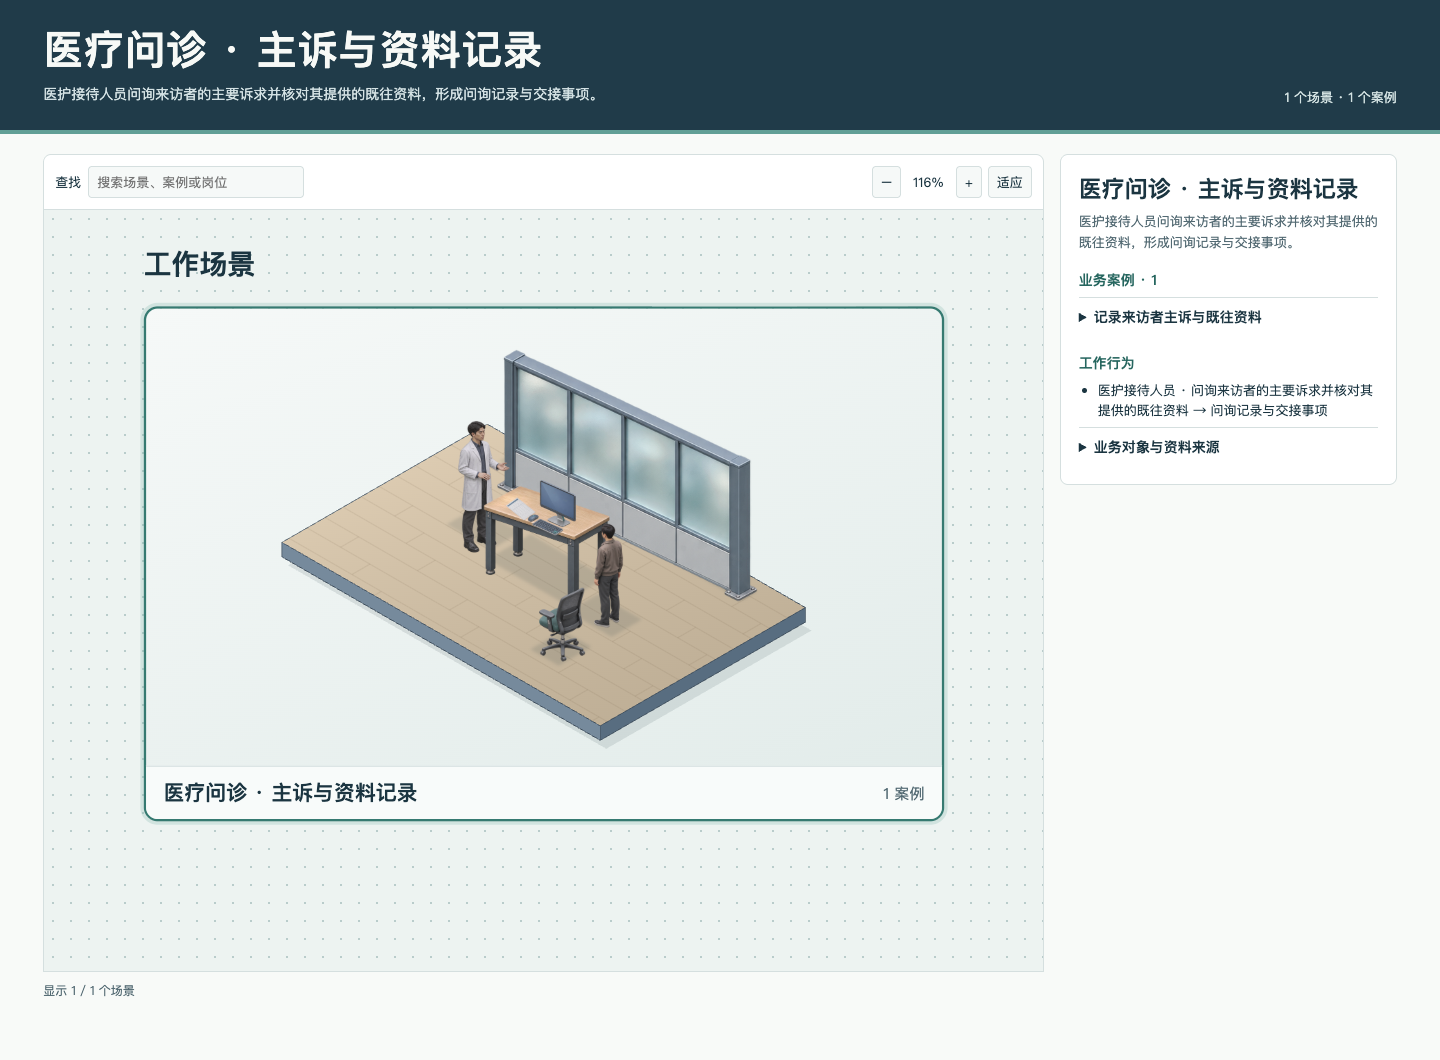 医疗问诊 · 主诉与资料记录
医护接待人员问询来访者的主要诉求并核对其提供的既往资料，形成问询记录与交接事项。
1 个场景 · 1 个案例
查找
搜索场景、案例或岗位
−
116%
+
适应
工作场景
医疗问诊 · 主诉与资料记录
1 案例
显示 1 / 1 个场景
医疗问诊 · 主诉与资料记录
医护接待人员问询来访者的主要诉求并核对其提供的
既往资料，形成问询记录与交接事项。
业务案例 · 1
▶ 记录来访者主诉与既往资料
工作行为
• 医护接待人员 · 问询来访者的主要诉求并核对其
提供的既往资料 → 问询记录与交接事项
▶ 业务对象与资料来源